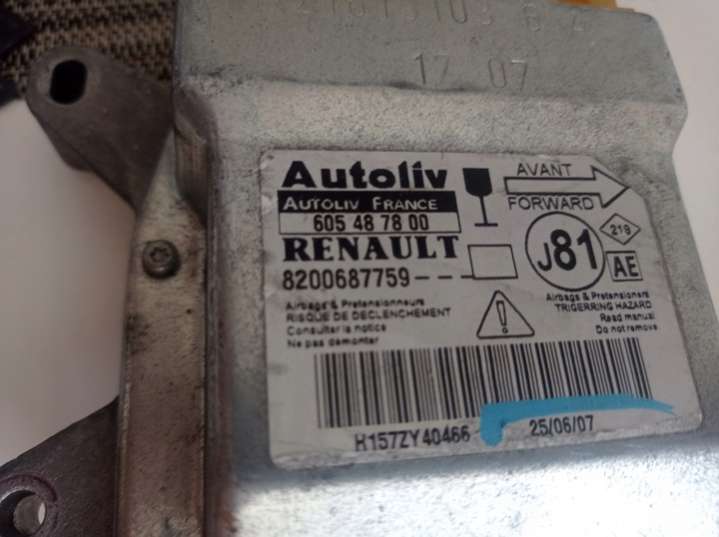 17 07
Autoliv
AUTOLIV FRANCE
605 48 78 00
RENAULT
8200687759---
AVANT
FORWARD
J81
219
AE
Airbags & Pretensionneurs
RISQUE DE DECLENCHEMENT
Consulter la notice
Ne pas demonter
Airbags & Pretensioners
TRIGERRING HAZARD
Read manual
Do not remove
H157ZY40466
25/06/07